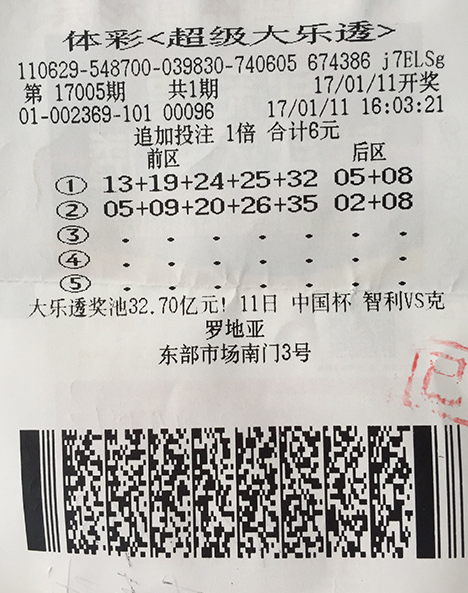 体彩<超级大乐透>
110629-548700-039830-740605 674386 j7ELSg
第 17005期 共1期 17/01/11开奖
01-002369-101 00096 17/01/11 16:03:21
追加投注 1倍 合计6元
前区 后区
① 13+19+24+25+32 05+08
② 05+09+20+26+35 02+08
③ . . . . . . .
④ . . . . . . .
⑤ . . . . . . .
大乐透奖池32.70亿元! 11日 中国杯 智利VS克
罗地亚
东部市场南门3号